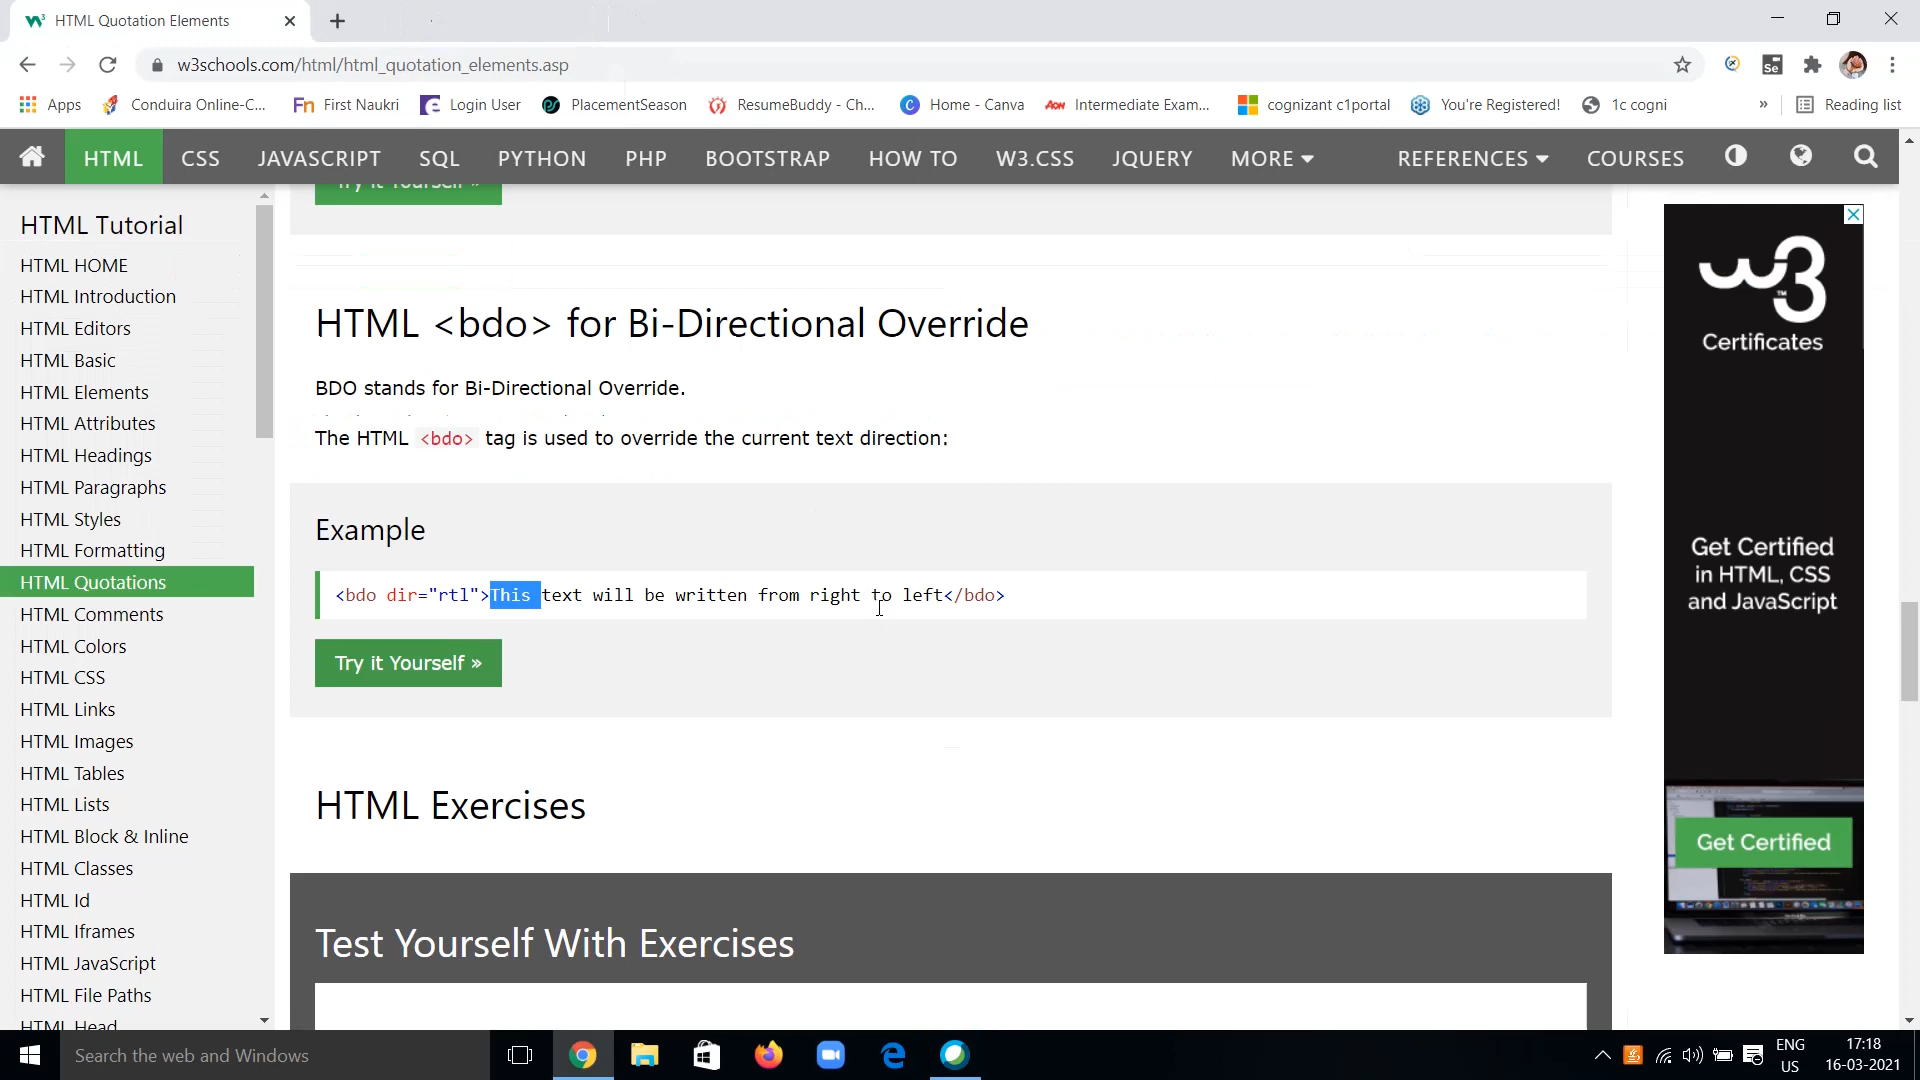 HTML Quotation Elements
w3schools.com/html/html_quotation_elements.asp
Se
Apps
Conduira Online-C...
Fn First Naukri
Login User
PlacementSeason
ResumeBuddy - Ch...
C Home - Canva
AON Intermediate Exam...
cognizant c1portal
You're Registered!
1c cogni
»
Reading list
HTML CSS JAVASCRIPT SQL PYTHON PHP BOOTSTRAP HOW TO W3.CSS JQUERY MORE REFERENCES COURSES
HTML Tutorial
HTML HOME
HTML Introduction
HTML Editors
HTML Basic
HTML Elements
HTML Attributes
HTML Headings
HTML Paragraphs
HTML Styles
HTML Formatting
HTML Quotations
HTML Comments
HTML Colors
HTML CSS
HTML Links
HTML Images
HTML Tables
HTML Lists
HTML Block & Inline
HTML Classes
HTML Id
HTML Iframes
HTML JavaScript
HTML File Paths
HTML Head
Try it Yourself »
HTML <bdo> for Bi-Directional Override
BDO stands for Bi-Directional Override.
The HTML <bdo> tag is used to override the current text direction:
Example
<bdo dir="rtl">This text will be written from right to left</bdo>
Try it Yourself »
HTML Exercises
Test Yourself With Exercises
w3
TM
Certificates
Get Certified
in HTML, CSS
and JavaScript
Get Certified
Search the web and Windows
ENG
US
17:18
16-03-2021